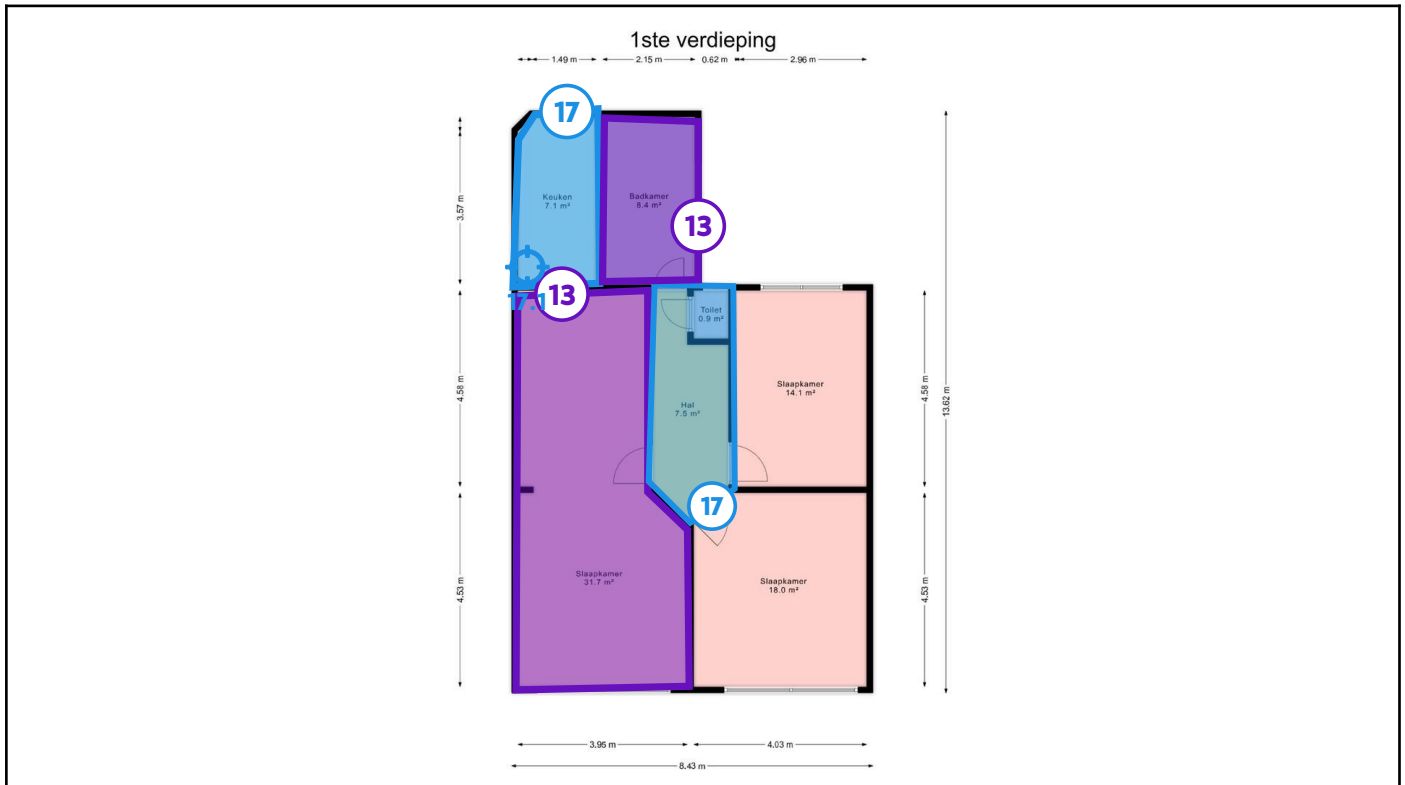 1ste verdieping
1.49 m
2.15 m
0.62 m
2.96 m
17
3.57 m
Keuken
7.1 m²
Badkamer
8.4 m²
13
17.1
13
Toilet
0.9 m²
4.58 m
Hal
7.5 m²
Slaapkamer
14.1 m²
4.58 m
13.62 m
17
4.53 m
Slaapkamer
31.7 m²
Slaapkamer
18.0 m²
4.53 m
3.95 m
4.03 m
8.43 m